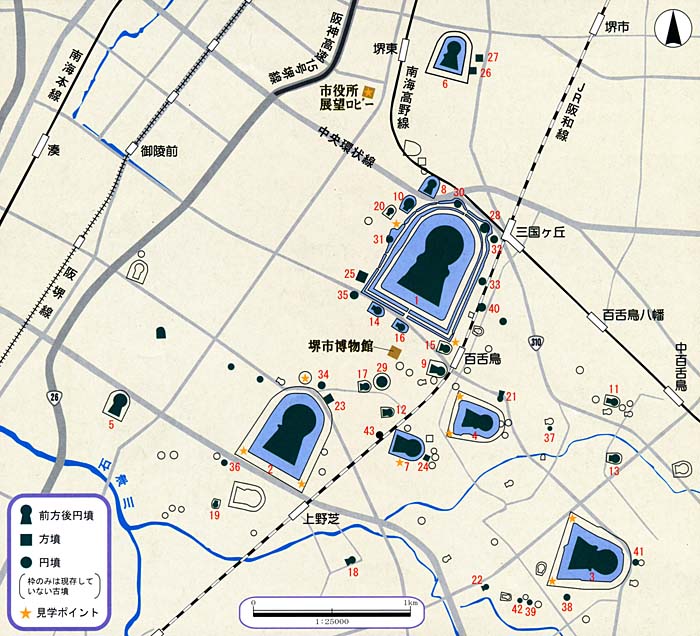 堺市
阪神高速15号堺線
堺東
27
26
6
南海本線
市役所
展望ロビー
南海高野線
JR阪和線
中央環状線
湊
御陵前
8
30
10
20
28
三国ヶ丘
31
32
阪堺線
25
33
1
35
40
14
16
百舌鳥八幡
15
310
堺市博物館
百舌鳥
中百舌鳥
9
34
17
29
26
23
21
11
5
12
4
37
43
7
24
13
36
2
石津川
19
上野芝
前方後円墳
方墳
円墳
枠のみは現存して
いない古墳
見学ポイント
18
41
3
22
42
39
38
0
1km
1:25000